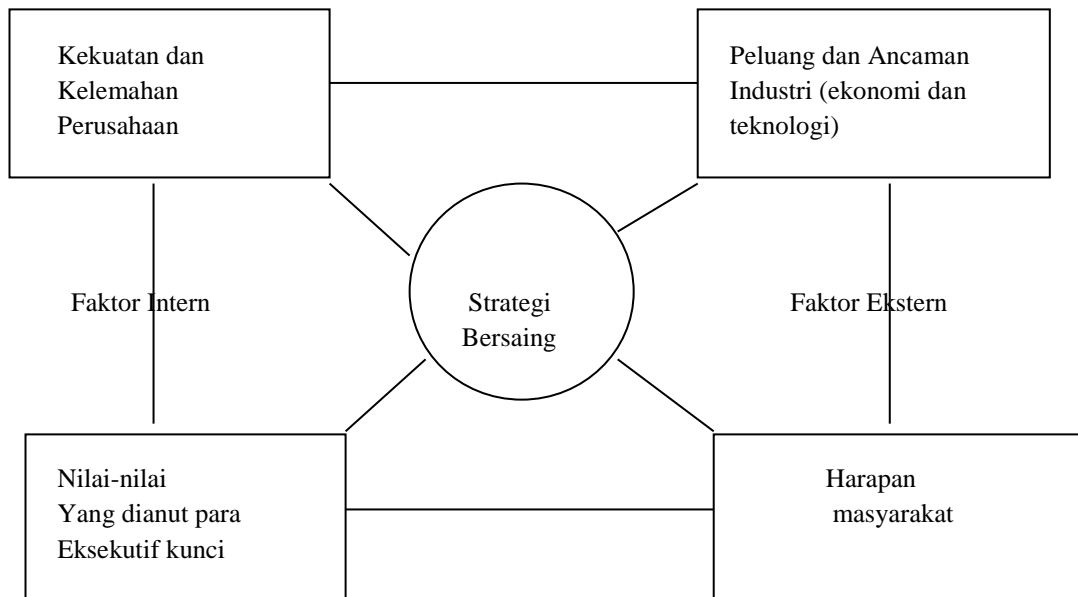 Kekuatan dan
Kelemahan
Perusahaan
Peluang dan Ancaman
Industri (ekonomi dan
teknologi)
Faktor Intern
Strategi
Bersaing
Faktor Ekstern
Nilai-nilai
Yang dianut para
Eksekutif kunci
Harapan
masyarakat